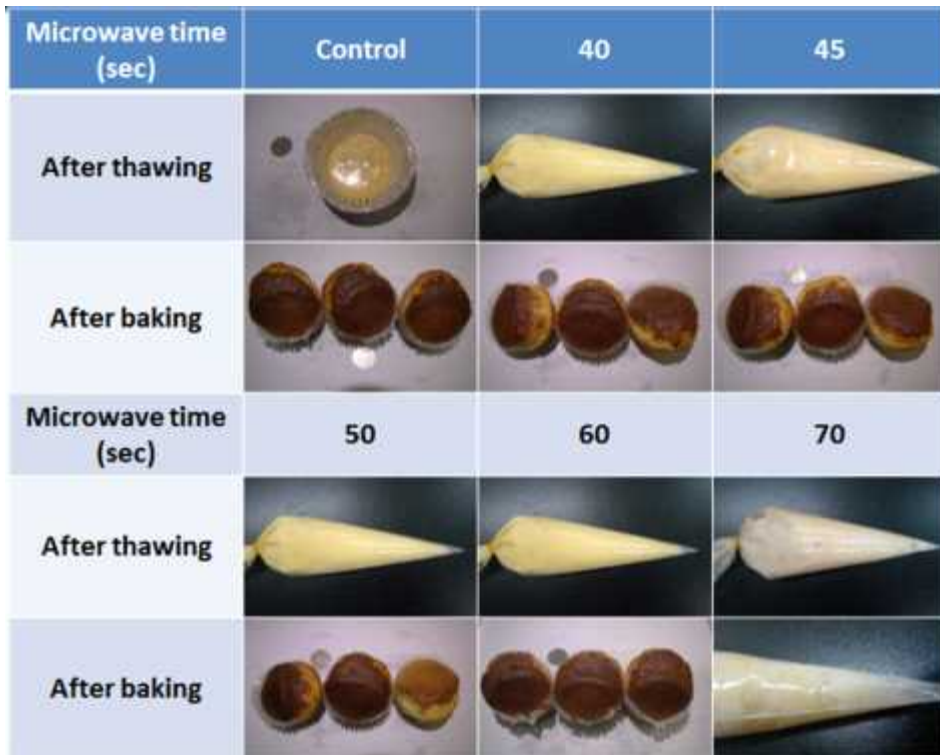 Microwave time
(sec)
Control
40
45
After thawing
After baking
Microwave time
(sec)
50
60
70
After thawing
After baking